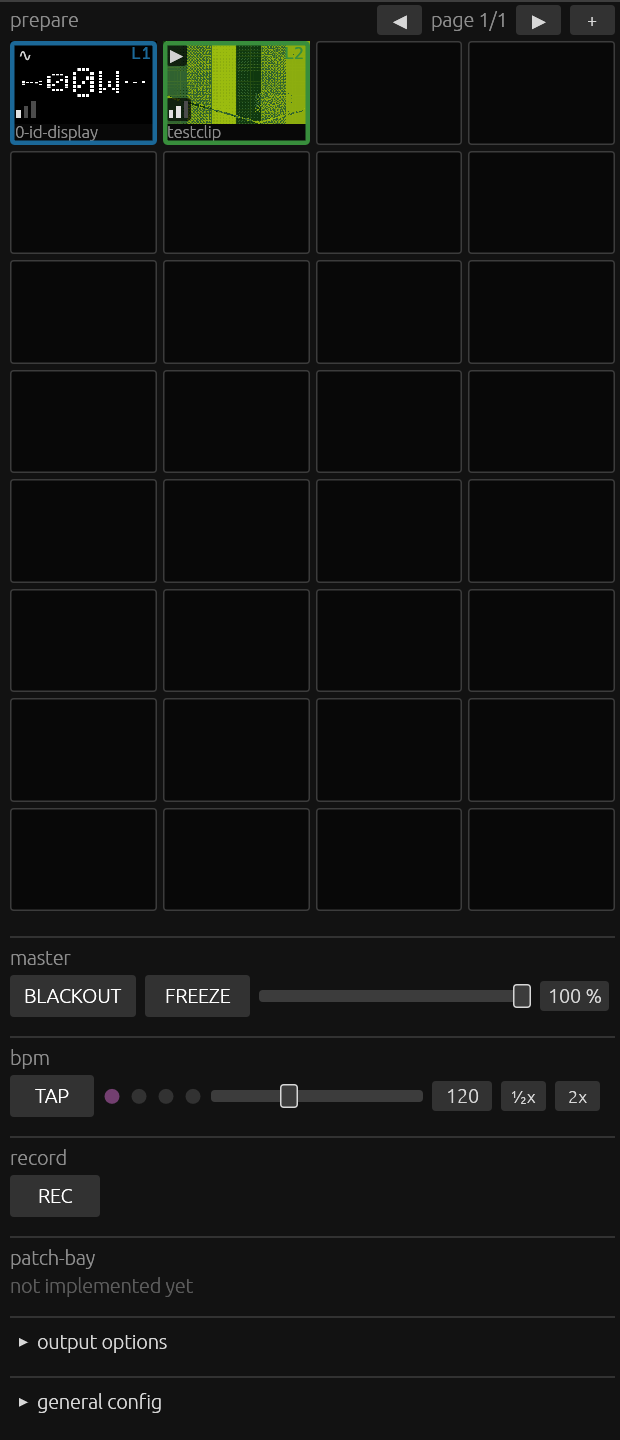 prepare ◀ page 1/1 ▶ +
∿ L1
0-id-display
▶ L2
testclip
master
BLACKOUT FREEZE 100 %
bpm
TAP 120 ½x 2x
record
REC
patch-bay
not implemented yet
▸ output options
▸ general config